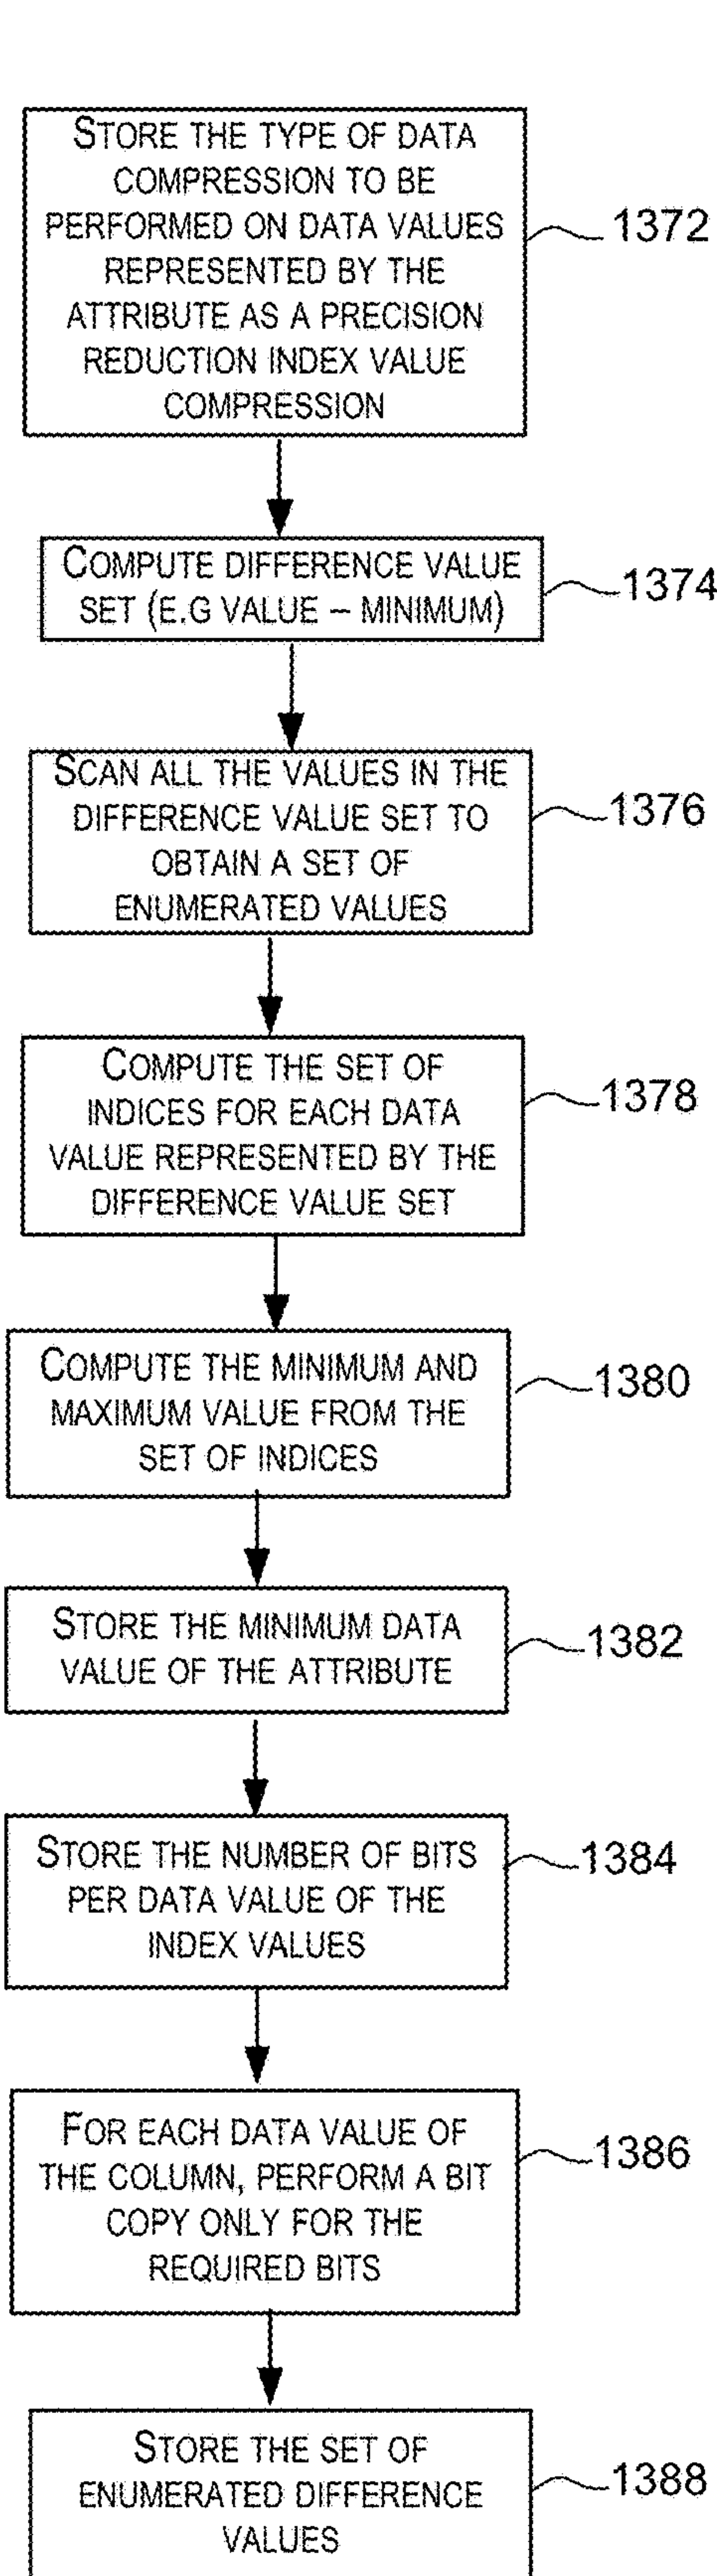 STORE THE TYPE OF DATA
COMPRESSION TO BE
PERFORMED ON DATA VALUES
REPRESENTED BY THE
ATTRIBUTE AS A PRECISION
REDUCTION INDEX VALUE
COMPRESSION
1372
COMPUTE DIFFERENCE VALUE
SET (E.G VALUE – MINIMUM)
1374
SCAN ALL THE VALUES IN THE
DIFFERENCE VALUE SET TO
OBTAIN A SET OF
ENUMERATED VALUES
1376
COMPUTE THE SET OF
INDICES FOR EACH DATA
VALUE REPRESENTED BY THE
DIFFERENCE VALUE SET
1378
COMPUTE THE MINIMUM AND
MAXIMUM VALUE FROM THE
SET OF INDICES
1380
STORE THE MINIMUM DATA
VALUE OF THE ATTRIBUTE
1382
STORE THE NUMBER OF BITS
PER DATA VALUE OF THE
INDEX VALUES
1384
FOR EACH DATA VALUE OF
THE COLUMN, PERFORM A BIT
COPY ONLY FOR THE
REQUIRED BITS
1386
STORE THE SET OF
ENUMERATED DIFFERENCE
VALUES
1388